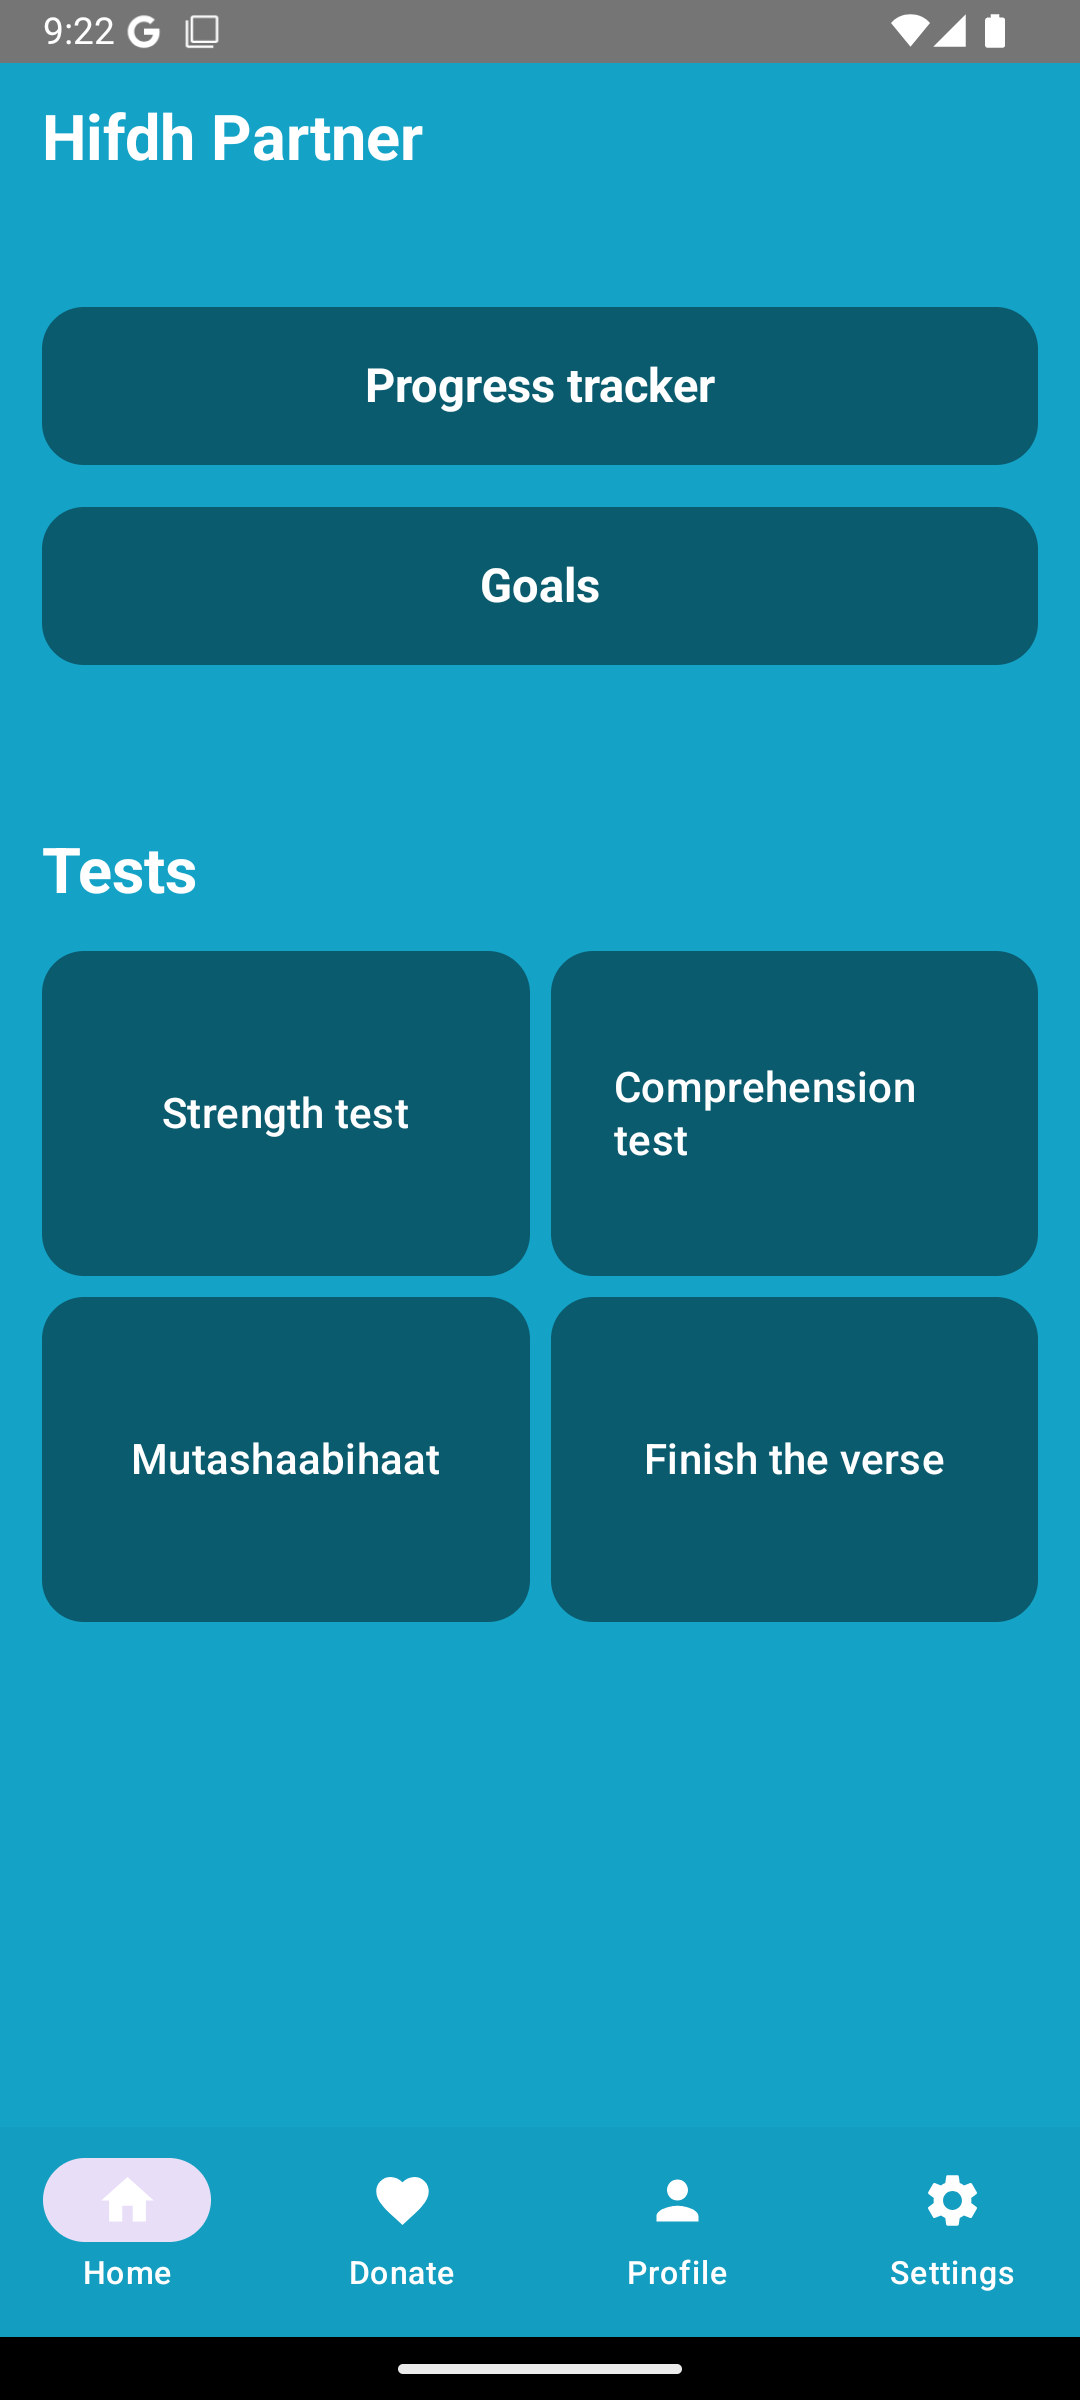 9:22
Hifdh Partner
Progress tracker
Goals
Tests
Strength test
Comprehension
test
Mutashaabihaat
Finish the verse
Home
Donate
Profile
Settings